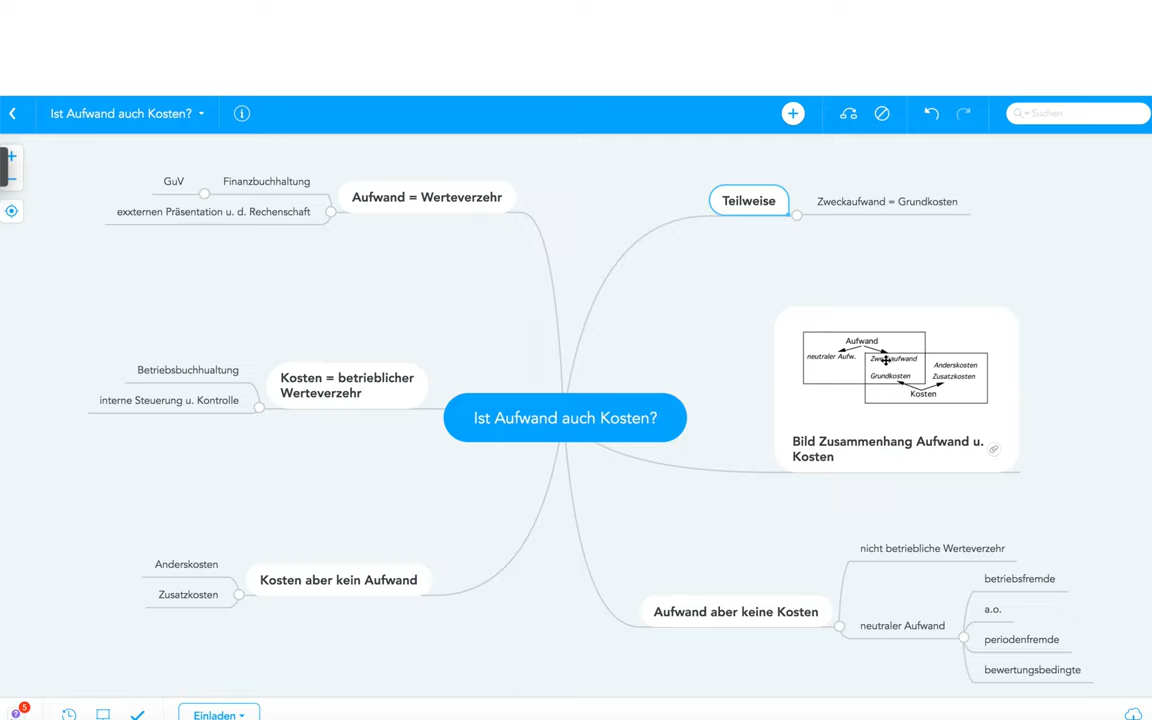 Ist Aufwand auch Kosten?
Suchen
GuV
Finanzbuchhaltung
exxternen Präsentation u. d. Rechenschaft
Aufwand = Werteverzehr
Teilweise
Zweckaufwand = Grundkosten
Aufwand
neutraler Aufw.
Grundkosten
Anderskosten
Zusatzkosten
Kosten
Bild Zusammenhang Aufwand u.
Kosten
Betriebsbuchhualtung
interne Steuerung u. Kontrolle
Kosten = betrieblicher
Werteverzehr
Ist Aufwand auch Kosten?
Anderskosten
Zusatzkosten
Kosten aber kein Aufwand
Aufwand aber keine Kosten
nicht betriebliche Werteverzehr
neutraler Aufwand
betriebsfremde
a.o.
periodenfremde
bewertungsbedingte
5
Einladen